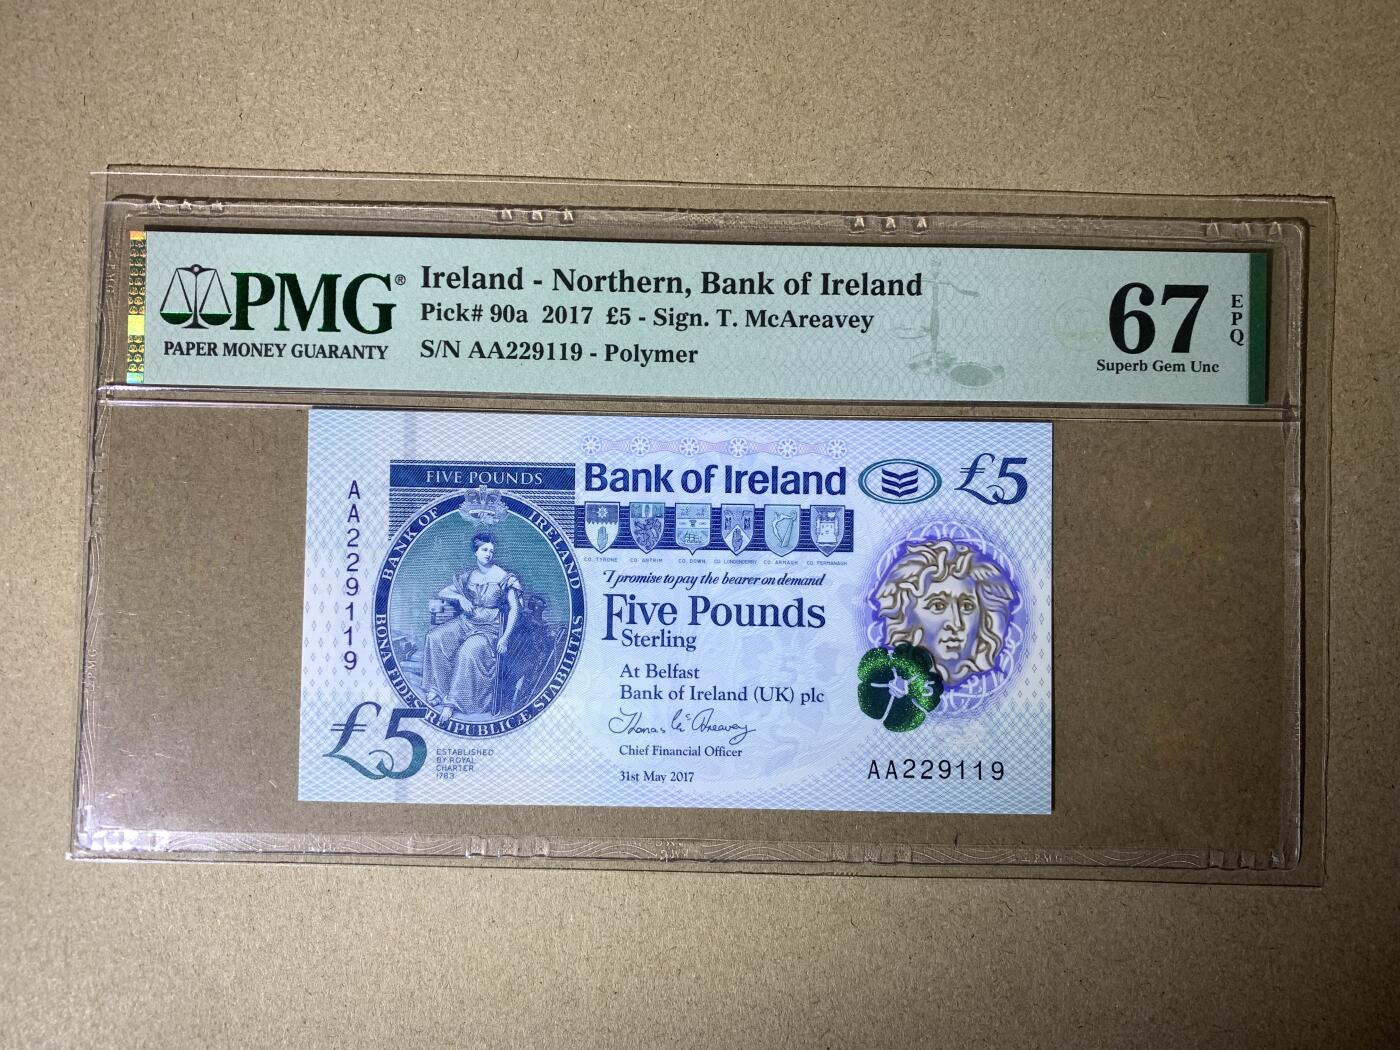 PMG®
PAPER MONEY GUARANTY
Ireland - Northern, Bank of Ireland
Pick# 90a 2017 £5 - Sign. T. McAreavey
S/N AA229119 - Polymer
67
EPQ
Superb Gem Unc
AA229119
FIVE POUNDS
BANK OF IRELAND
BONA FIDES REIPUBLICÆ STABILITAS
£5
ESTABLISHED
BY ROYAL
CHARTER
1783
Bank of Ireland
£5
CO. TYRONE CO. ANTRIM CO. DOWN CO. LONDONDERRY CO. ARMAGH CO. FERMANAGH
I promise to pay the bearer on demand
Five Pounds
Sterling
At Belfast
Bank of Ireland (UK) plc
Thomas McAreavey
Chief Financial Officer
31st May 2017
5
AA229119
PMG